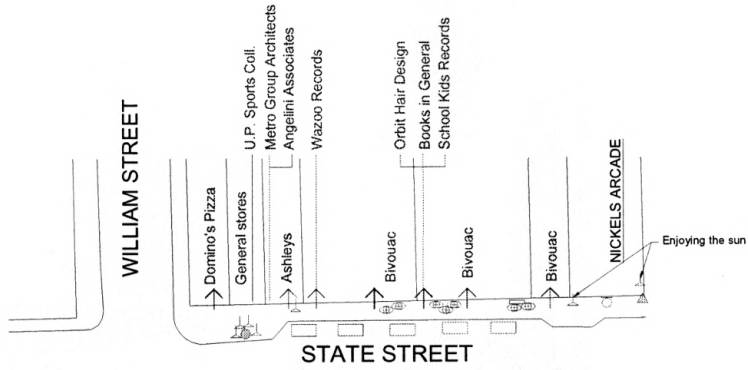 WILLIAM STREET
Domino's Pizza
General stores
U.P. Sports Coll.
Metro Group Architects
Angelini Associates
Ashleys
Wazoo Records
Bivouac
Orbit Hair Design
Books in General
School Kids Records
Bivouac
Bivouac
NICKELS ARCADE
Enjoying the sun
STATE STREET